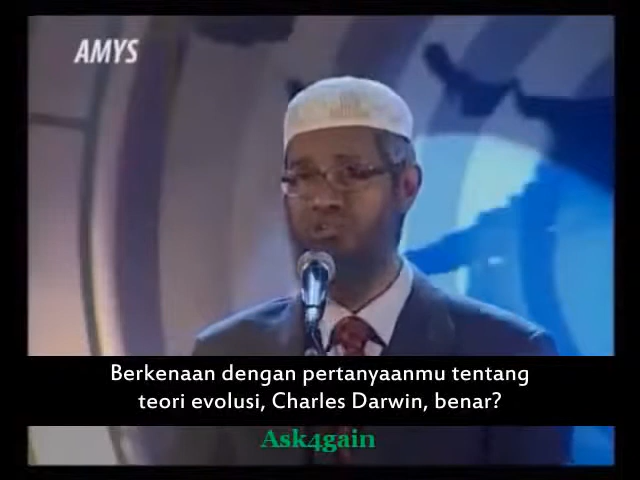 AMYS
Berkenaan dengan pertanyaanmu tentang
teori evolusi, Charles Darwin, benar?
Ask4gain